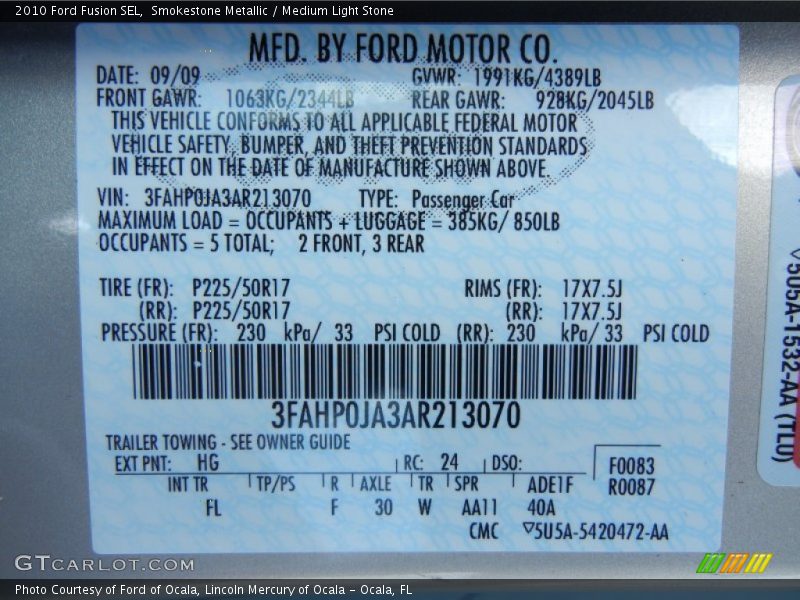 2010 Ford Fusion SEL,  Smokestone Metallic / Medium Light Stone
MFD. BY FORD MOTOR CO.
DATE: 09/09 GVWR: 1991KG/4389LB
FRONT GAWR: 1063KG/2344LB REAR GAWR: 928KG/2045LB
THIS VEHICLE CONFORMS TO ALL APPLICABLE FEDERAL MOTOR
VEHICLE SAFETY, BUMPER, AND THEFT PREVENTION STANDARDS
IN EFFECT ON THE DATE OF MANUFACTURE SHOWN ABOVE.
VIN: 3FAHP0JA3AR213070 TYPE: Passenger Car
MAXIMUM LOAD = OCCUPANTS + LUGGAGE = 385KG/ 850LB
OCCUPANTS = 5 TOTAL; 2 FRONT, 3 REAR
TIRE (FR): P225/50R17 RIMS (FR): 17X7.5J
(RR): P225/50R17 (RR): 17X7.5J
PRESSURE (FR): 230 kPa/ 33 PSI COLD (RR): 230 kPa/ 33 PSI COLD
3FAHP0JA3AR213070
TRAILER TOWING - SEE OWNER GUIDE
EXT PNT: HG RC: 24 DSO: F0083
INT TR TP/PS R AXLE TR SPR ADE1F R0087
FL F 30 W AA11 40A
CMC ▽5U5A-5420472-AA
▽5U5A-1532-AA (TLU)
GTCARLOT.COM
Photo Courtesy of Ford of Ocala, Lincoln Mercury of Ocala – Ocala, FL